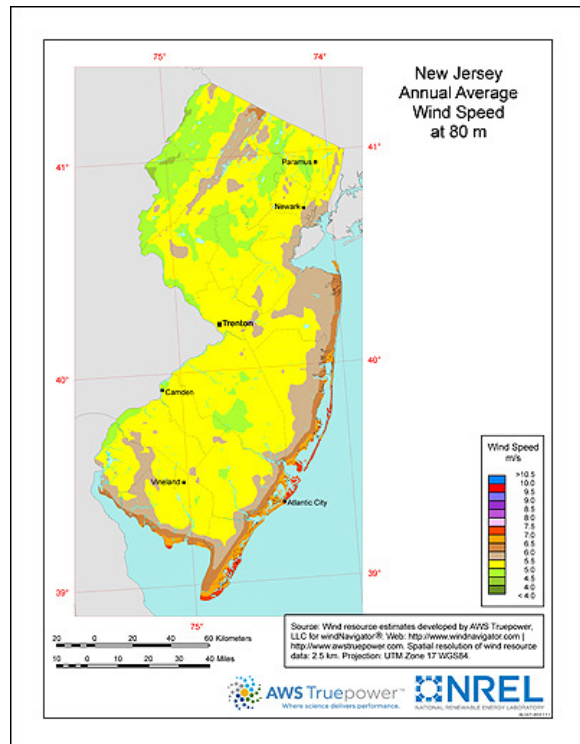 New Jersey
Annual Average
Wind Speed
at 80 m
75°
74°
41°
41°
Paramus
Newark
Trenton
40°
40°
Camden
Vineland
Atlantic City
39°
39°
75°
Wind Speed
m/s
>10.5
10.0
9.5
9.0
8.5
8.0
7.5
7.0
6.5
6.0
5.5
5.0
4.5
4.0
< 4.0
20 0 20 40 60 Kilometers
10 0 10 20 30 40 Miles
Source: Wind resource estimates developed by AWS Truepower,
LLC for windNavigator®. Web: http://www.windnavigator.com |
http://www.awstruepower.com. Spatial resolution of wind resource
data: 2.5 km. Projection: UTM Zone 17 WGS84.
AWS Truepower™
Where science delivers performance.
NREL
NATIONAL RENEWABLE ENERGY LABORATORY